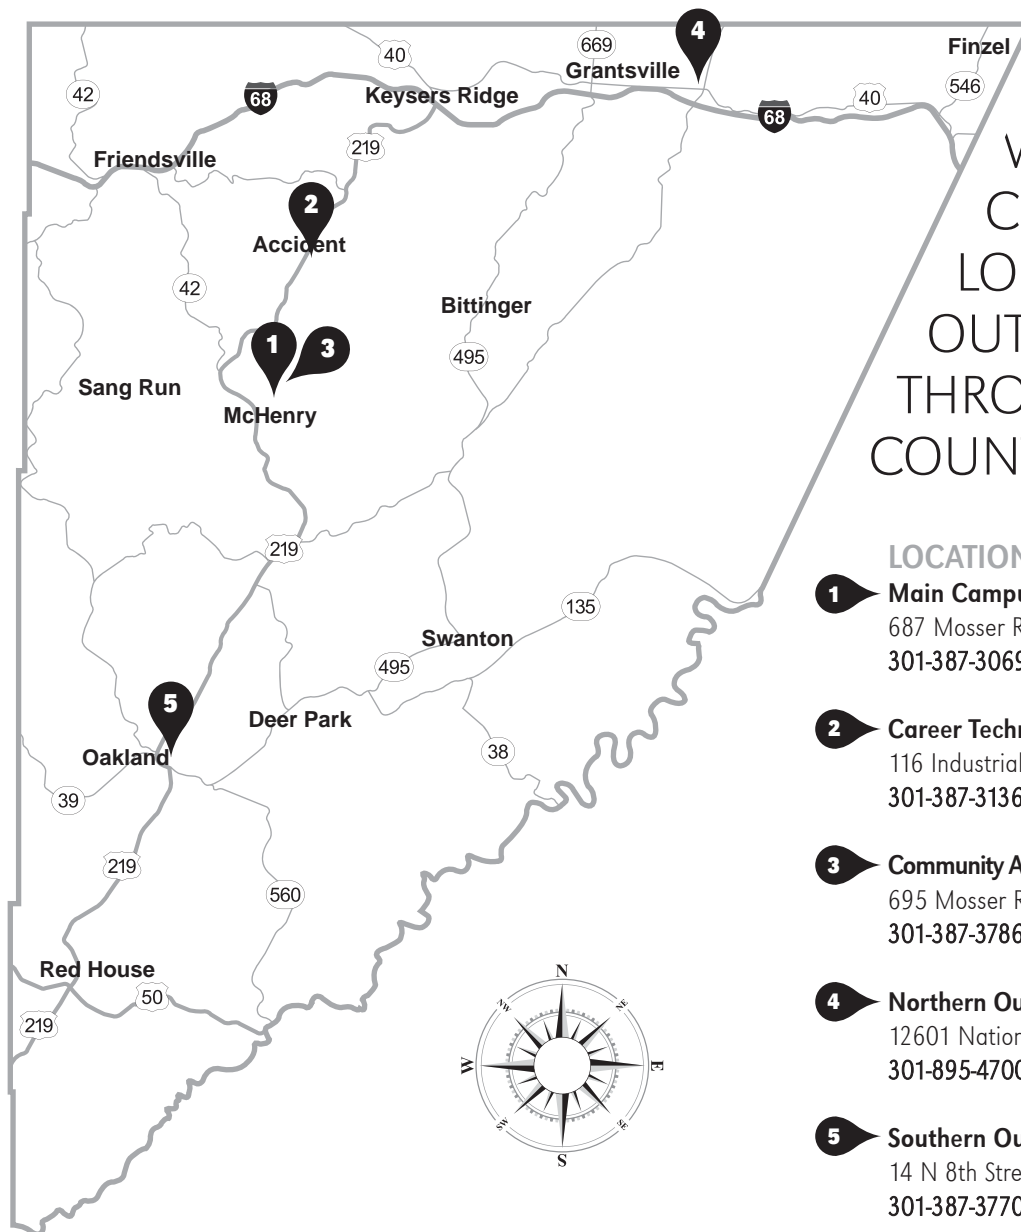 4
669
40
Finzel
Grantsville
42
68
Keysers Ridge
40
546
68
219
Friendsville
2
Accident
42
Bittinger
1
3
495
Sang Run
McHenry
C
LO
OUT
THRO
COUN
219
135
Swanton
495
5
Deer Park
Oakland
38
39
219
560
Red House
50
219
N
NW
NE
W
E
SW
SE
S
LOCATION
1
Main Camp
687 Mosser R
301-387-3069
2
Career Tech
116 Industrial
301-387-3136
3
Community A
695 Mosser R
301-387-3786
4
Northern Ou
12601 Nation
301-895-4700
5
Southern Ou
14 N 8th Stre
301-387-3770